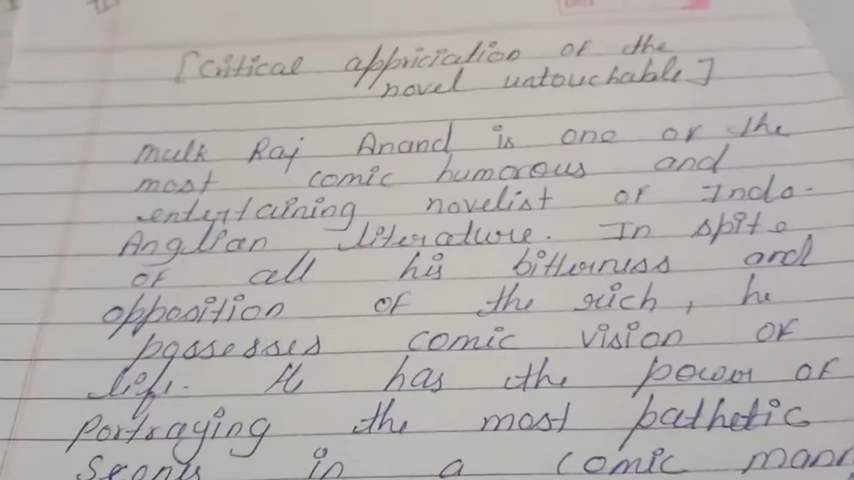 [Critical appriciation of the
novel untouchable]
Mulk Raj Anand is one of the
most comic humorous and
entertaining novelist of Indo-
Anglian literature. In spite
of all his bitterness and
opposition of the rich, he
possesses comic vision of
life. He has the power of
Portraying the most pathetic
in a comic mann